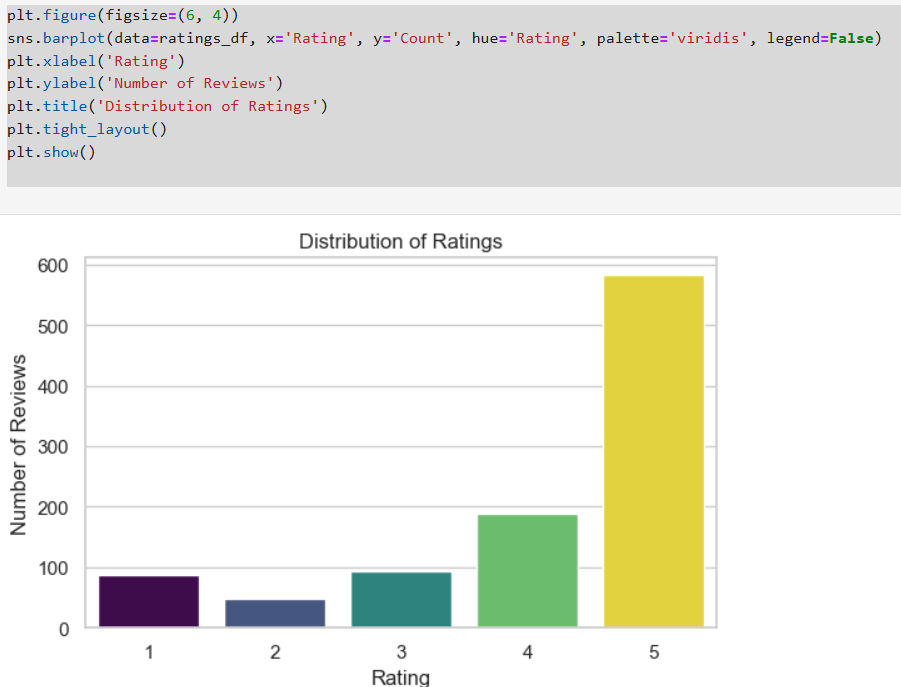 plt.figure(figsize=(6, 4))
sns.barplot(data=ratings_df, x='Rating', y='Count', hue='Rating', palette='viridis', legend=False)
plt.xlabel('Rating')
plt.ylabel('Number of Reviews')
plt.title('Distribution of Ratings')
plt.tight_layout()
plt.show()
Distribution of Ratings
600
500
400
300
200
100
0
Number of Reviews
1 2 3 4 5
Rating